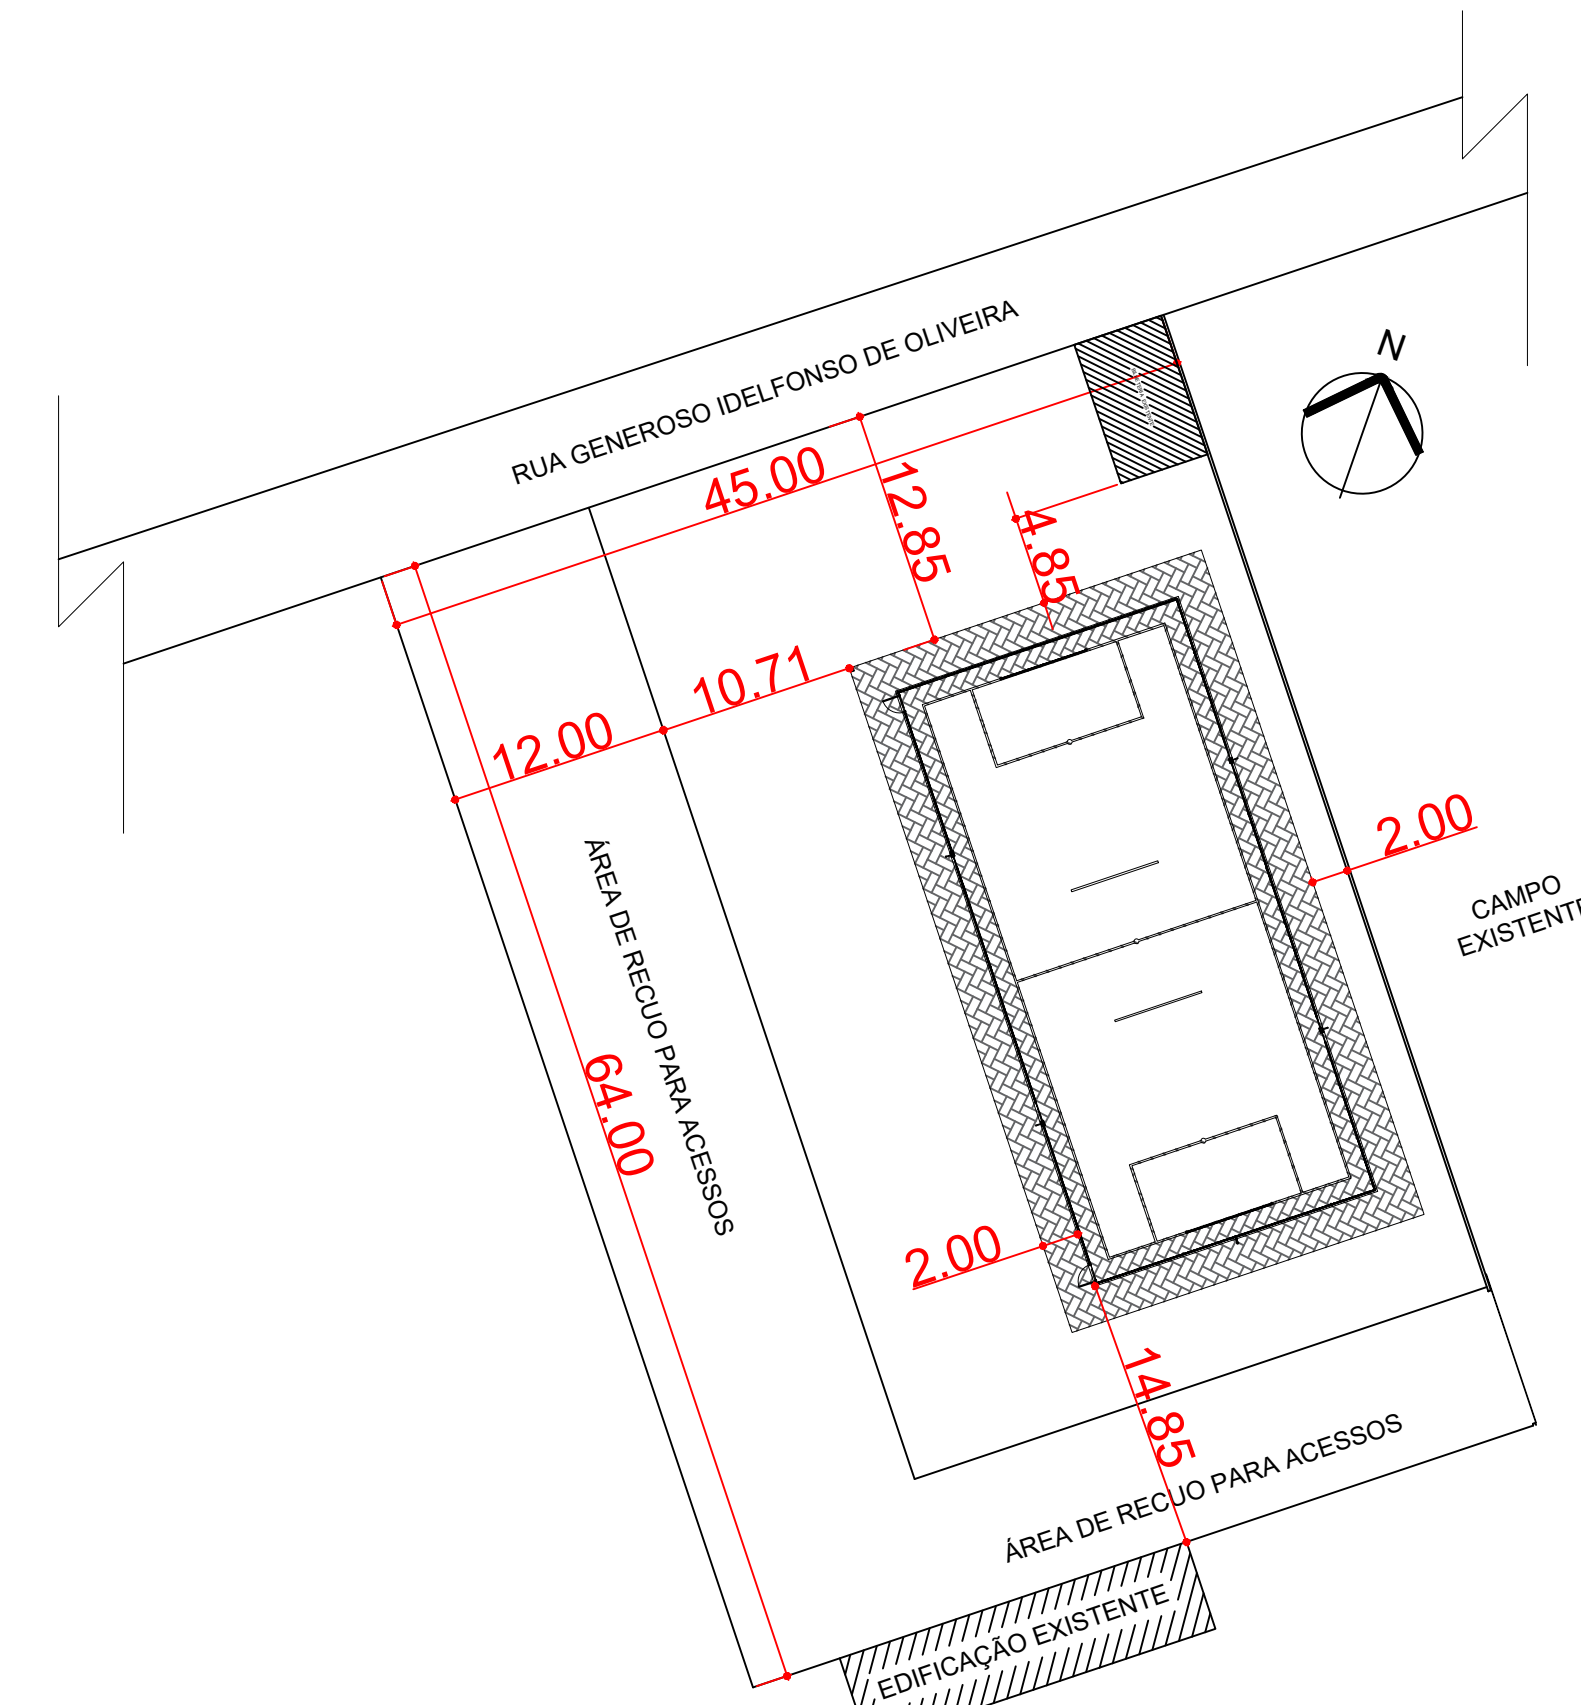 RUA GENEROSO IDELFONSO DE OLIVEIRA
N
45.00
12.85
4.85
10.71
12.00
2.00
CAMPO
EXISTENTE
ÁREA DE RECUO PARA ACESSOS
64.00
2.00
14.85
ÁREA DE RECUO PARA ACESSOS
EDIFICAÇÃO EXISTENTE